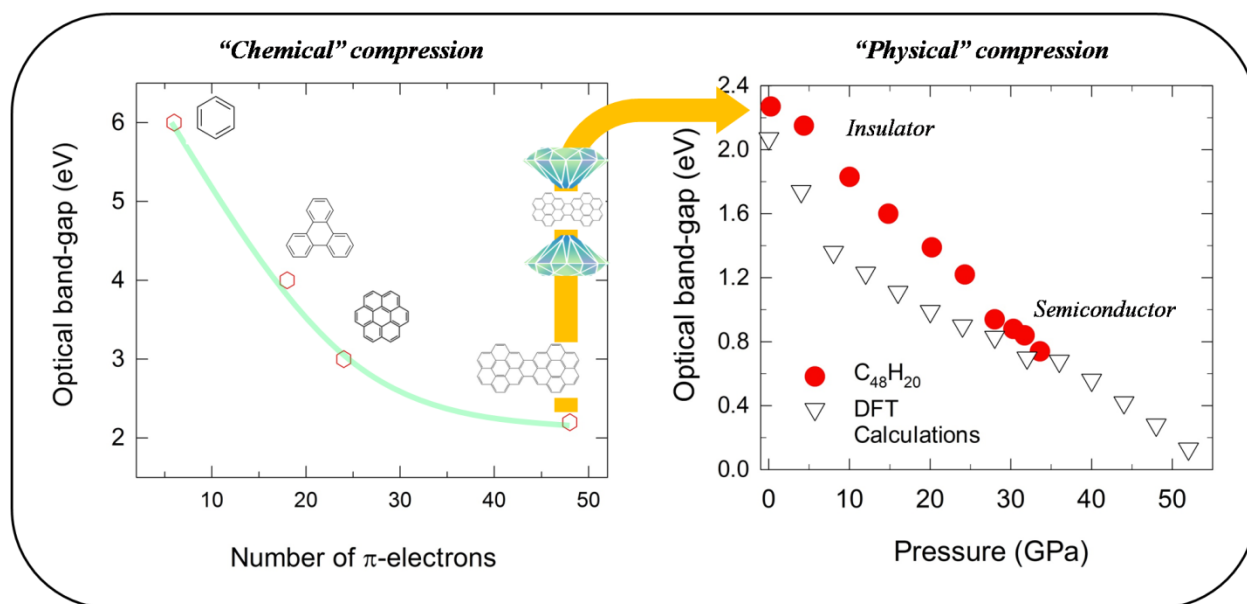 “Chemical” compression
Optical band-gap (eV)
6
5
4
3
2
10
20
30
40
50
Number of π-electrons
“Physical” compression
Optical band-gap (eV)
2.4
2.0
1.6
1.2
0.8
0.4
0.0
Insulator
Semiconductor
C₄₈H₂₀
DFT
Calculations
0
10
20
30
40
50
Pressure (GPa)